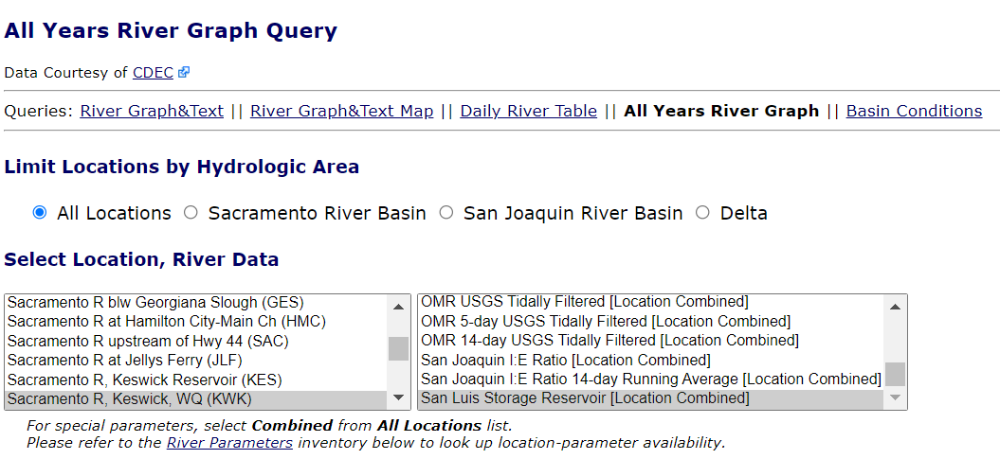 All Years River Graph Query
Data Courtesy of CDEC
Queries: River Graph&Text || River Graph&Text Map || Daily River Table || All Years River Graph || Basin Conditions
Limit Locations by Hydrologic Area
All Locations Sacramento River Basin San Joaquin River Basin Delta
Select Location, River Data
Sacramento R blw Georgiana Slough (GES)
Sacramento R at Hamilton City-Main Ch (HMC)
Sacramento R upstream of Hwy 44 (SAC)
Sacramento R at Jellys Ferry (JLF)
Sacramento R, Keswick Reservoir (KES)
Sacramento R, Keswick, WQ (KWK)
OMR USGS Tidally Filtered [Location Combined]
OMR 5-day USGS Tidally Filtered [Location Combined]
OMR 14-day USGS Tidally Filtered [Location Combined]
San Joaquin I:E Ratio [Location Combined]
San Joaquin I:E Ratio 14-day Running Average [Location Combined]
San Luis Storage Reservoir [Location Combined]
For special parameters, select Combined from All Locations list.
Please refer to the River Parameters inventory below to look up location-parameter availability.